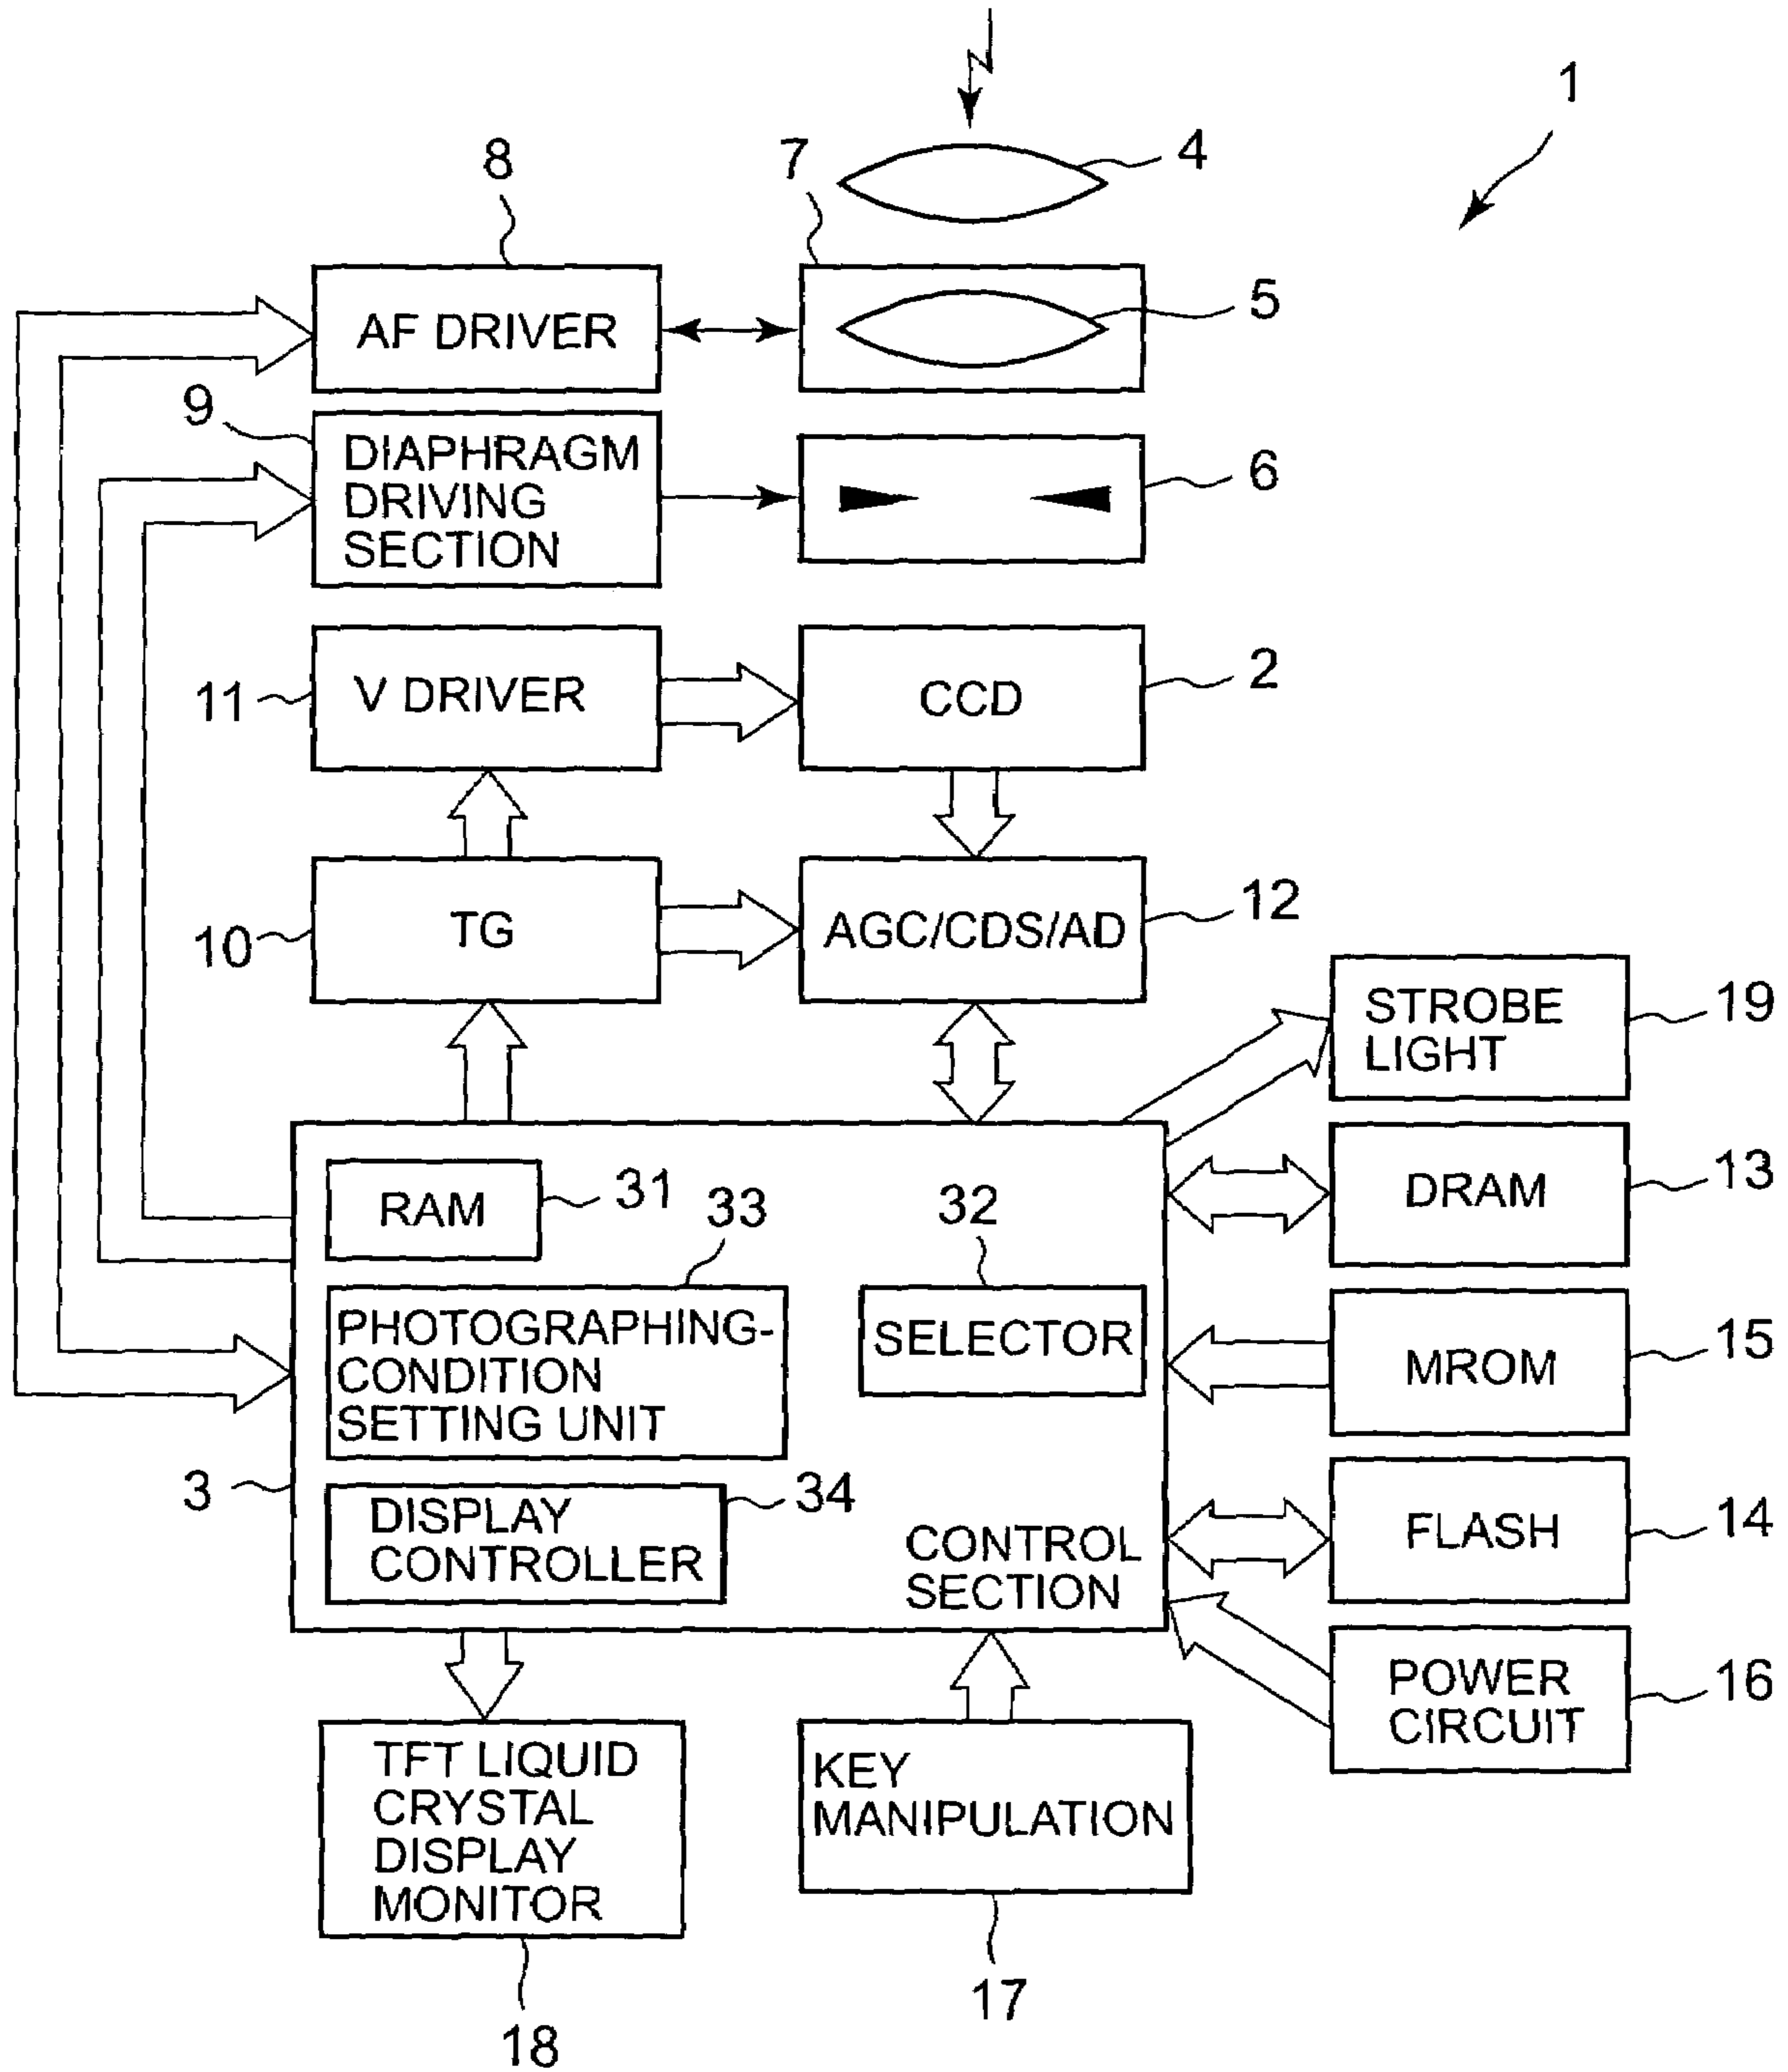 1
4
7
8
5
AF DRIVER
9
DIAPHRAGM
DRIVING
SECTION
6
11
V DRIVER
CCD
2
10
TG
AGC/CDS/AD
12
STROBE
LIGHT
19
RAM
31
33
32
DRAM
13
PHOTOGRAPHING-
CONDITION
SETTING UNIT
SELECTOR
MROM
15
3
DISPLAY
CONTROLLER
34
CONTROL
SECTION
FLASH
14
POWER
CIRCUIT
16
TFT LIQUID
CRYSTAL
DISPLAY
MONITOR
KEY
MANIPULATION
17
18